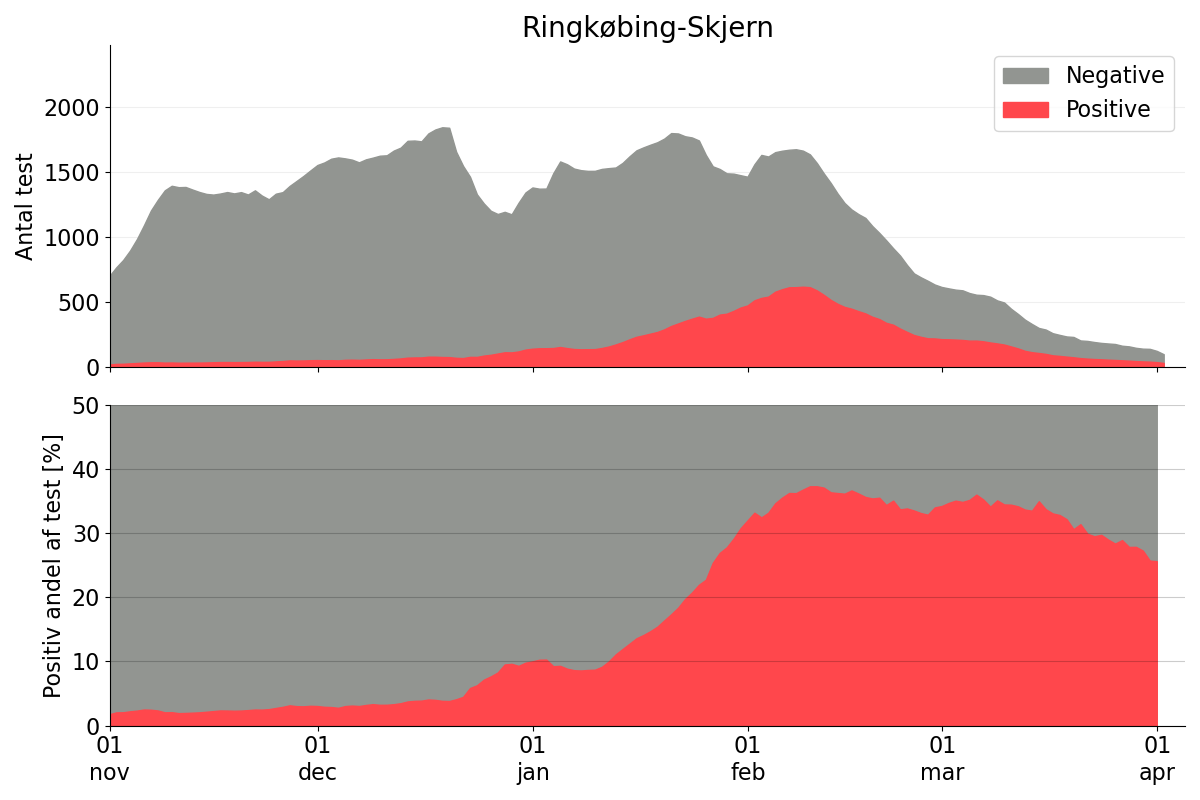 Ringkøbing-Skjern
Negative
Positive
Antal test
2000
1500
1000
500
0
Positiv andel af test [%]
50
40
30
20
10
0
01 01 01 01 01 01
nov dec jan feb mar apr